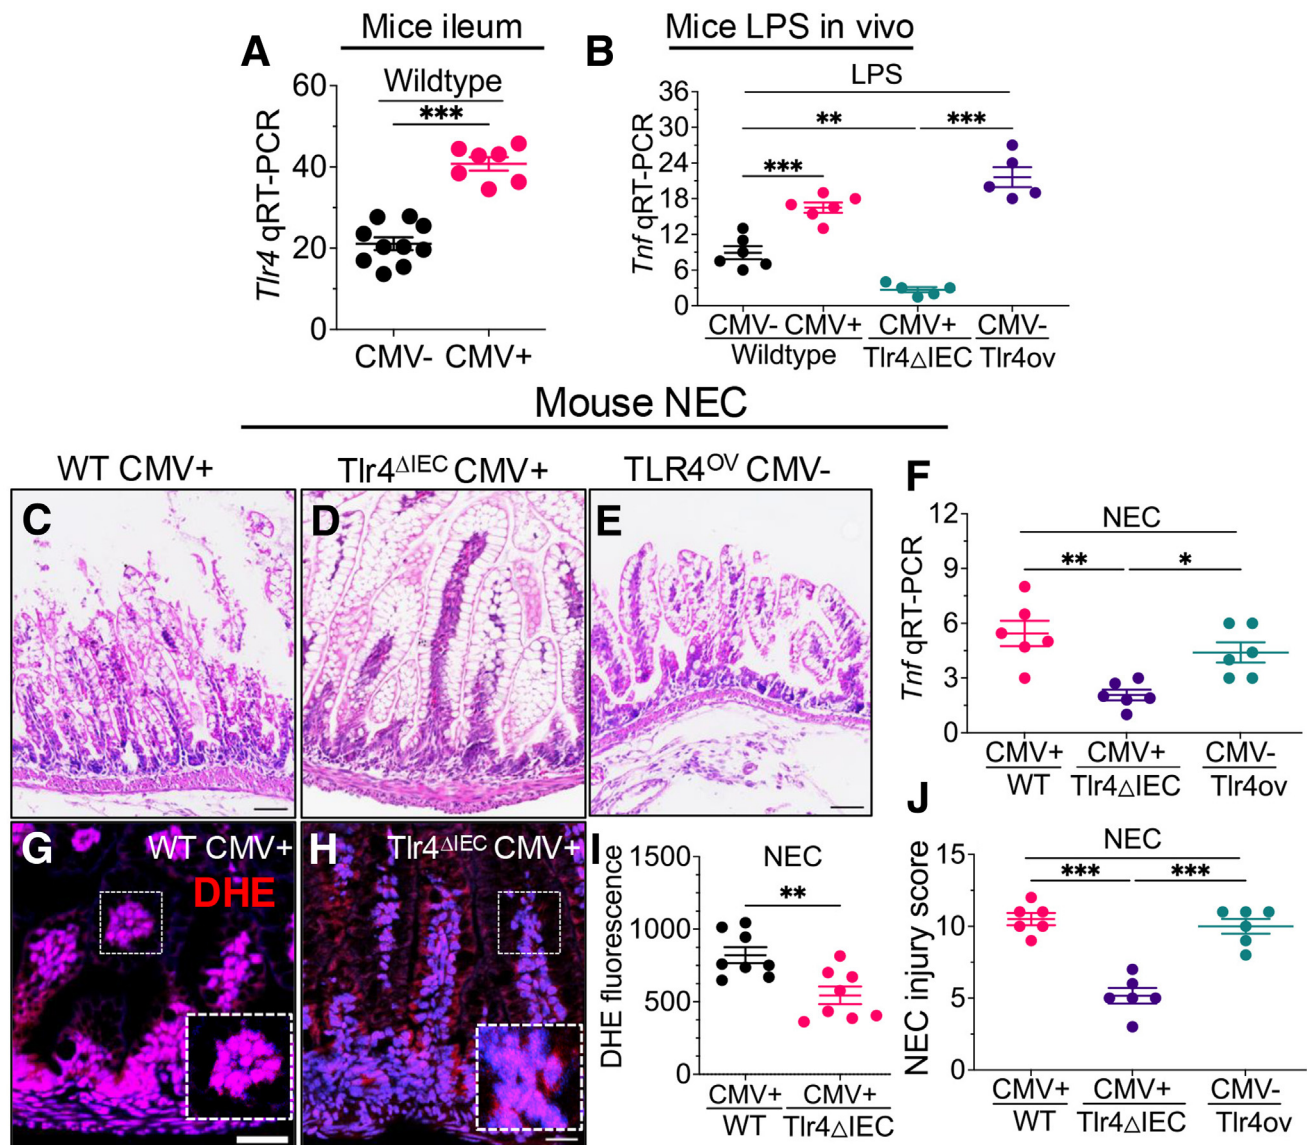 Mice ileum
Mice LPS in vivo
A
B
Wildtype
***
Tlr4 qRT-PCR
60
40
20
0
CMV- CMV+
LPS
** ***
***
Tnf qRT-PCR
36
30
24
18
12
6
0
CMV- CMV+ CMV+ CMV-
Wildtype Tlr4△IEC Tlr4ov
Mouse NEC
WT CMV+ Tlr4ΔIEC CMV+ TLR4OV CMV-
C
D
E
F
NEC
** *
Tnf qRT-PCR
12
9
6
3
0
CMV+ CMV+ CMV-
WT Tlr4△IEC Tlr4ov
G
WT CMV+
DHE
H
Tlr4ΔIEC CMV+
I
NEC
**
DHE fluorescence
1500
1000
500
0
CMV+ CMV+
WT Tlr4△IEC
J
NEC
*** ***
NEC injury score
15
10
5
0
CMV+ CMV+ CMV-
WT Tlr4△IEC Tlr4ov